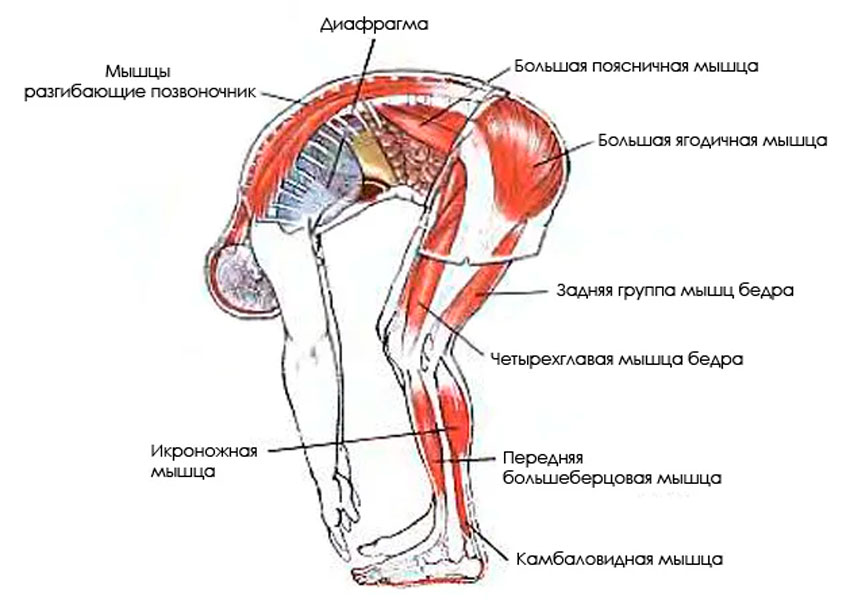 Диафрагма
Мышцы
разгибающие позвоночник
Большая поясничная мышца
Большая ягодичная мышца
Задняя группа мышц бедра
Четырехглавая мышца бедра
Икроножная
мышца
Передняя
большеберцовая мышца
Камбаловидная мышца